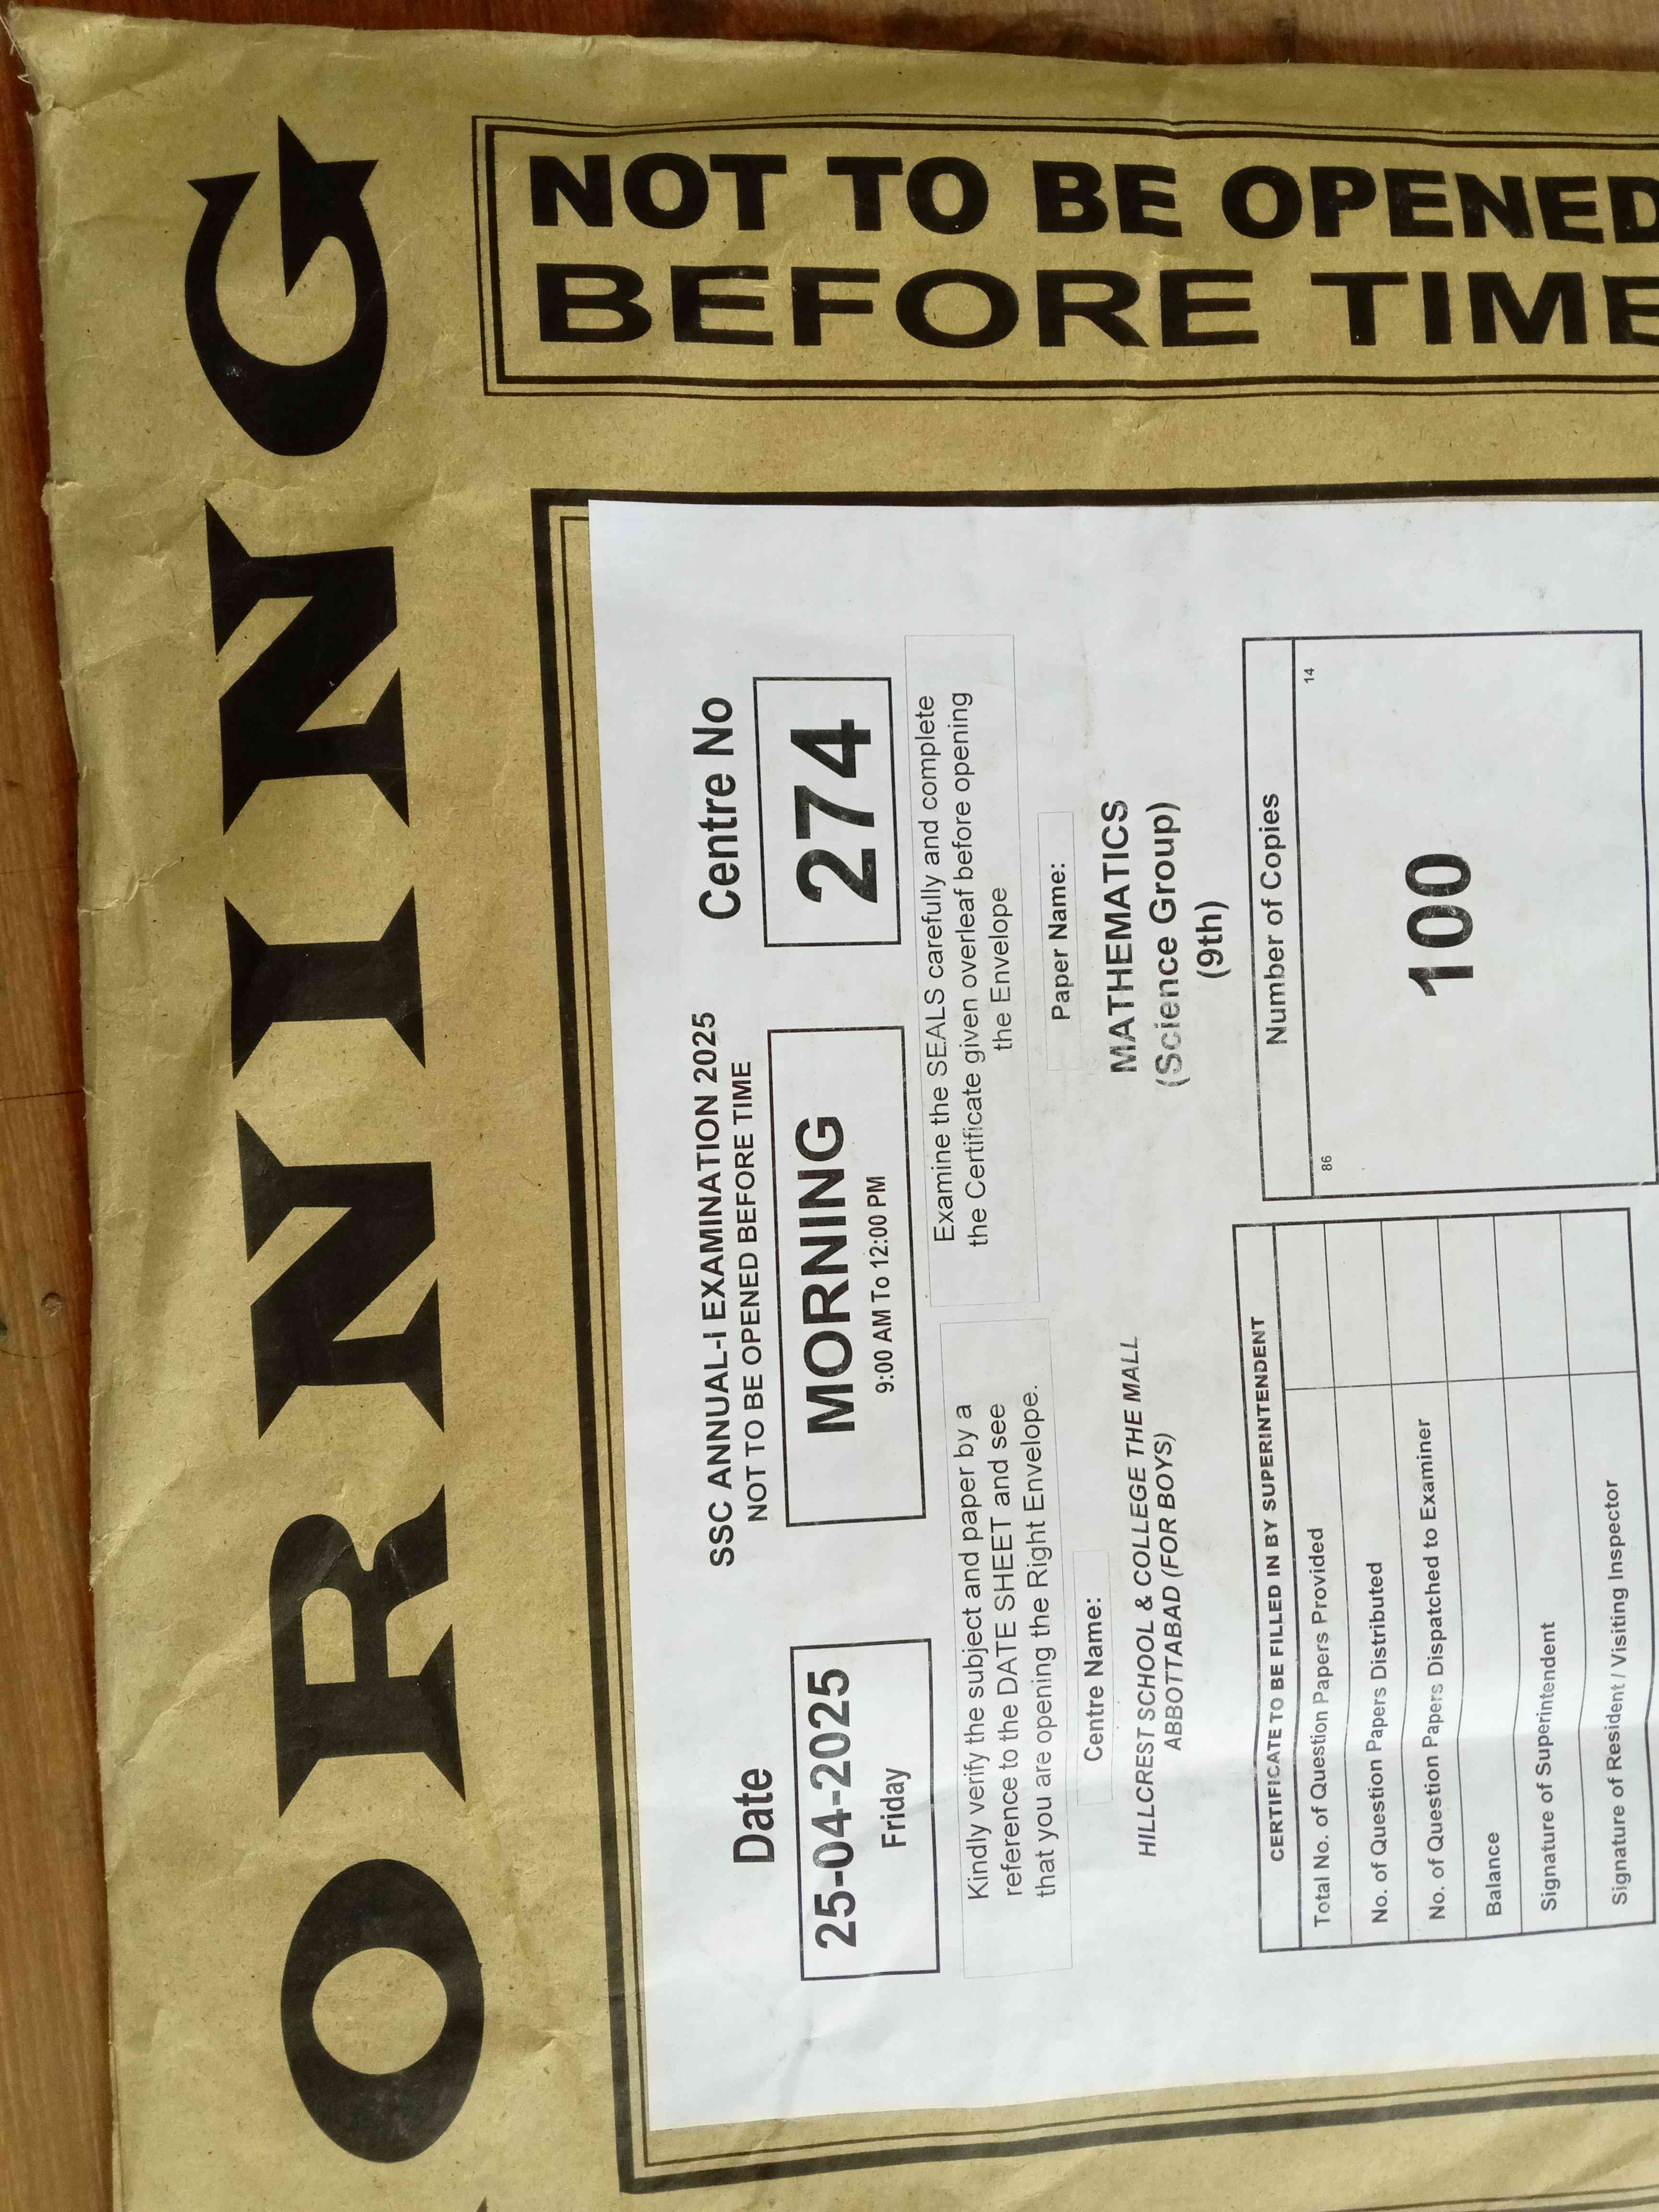 ORNING
NOT TO BE OPENED
BEFORE TIME
SSC ANNUAL-I EXAMINATION 2025
NOT TO BE OPENED BEFORE TIME
Date
25-04-2025
Friday
MORNING
9:00 AM To 12:00 PM
Centre No
274
Kindly verify the subject and paper by a
reference to the DATE SHEET and see
that you are opening the Right Envelope.
Examine the SEALS carefully and complete
the Certificate given overleaf before opening
the Envelope
Centre Name:
HILLCREST SCHOOL & COLLEGE THE MALL
ABBOTTABAD (FOR BOYS)
Paper Name:
MATHEMATICS
(Science Group)
(9th)
CERTIFICATE TO BE FILLED IN BY SUPERINTENDENT
Total No. of Question Papers Provided
No. of Question Papers Distributed
No. of Question Papers Dispatched to Examiner
Balance
Signature of Superintendent
Signature of Resident / Visiting Inspector
Number of Copies
86 14
100